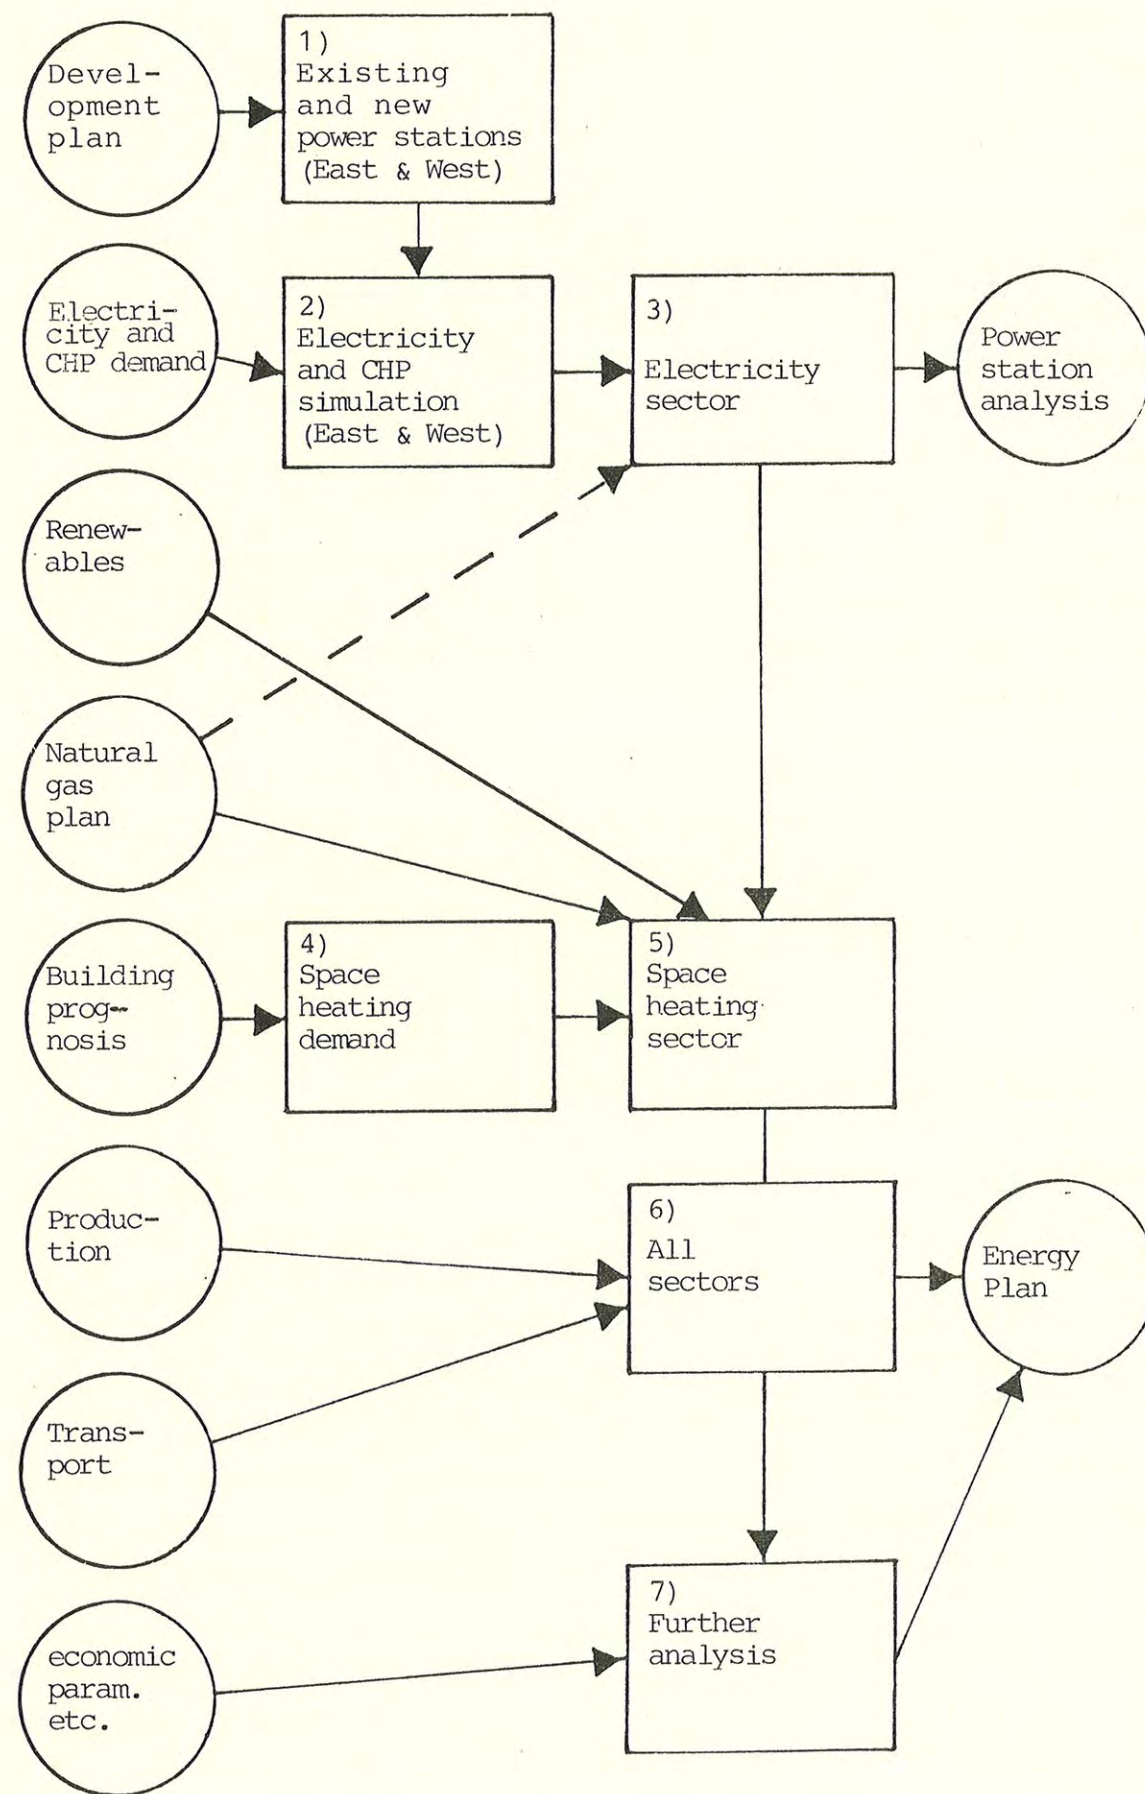 Devel-
opment
plan
1)
Existing
and new
power stations
(East & West)
Electri-
city and
CHP demand
2)
Electricity
and CHP
simulation
(East & West)
3)
Electricity
sector
Power
station
analysis
Renew-
ables
Natural
gas
plan
Building
prog-
nosis
4)
Space
heating
demand
5)
Space
heating
sector
Produc-
tion
6)
All
sectors
Energy
Plan
Trans-
port
economic
param.
etc.
7)
Further
analysis